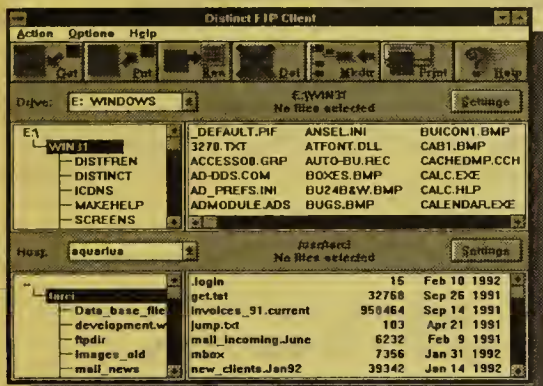 Distinct FTP Client
Action Options Help
Get Put Ren Del Mkdir Print Help
Drive: E: WINDOWS E:\WIN31 Settings
No files selected
E:\
WIN31
DISTFREN
DISTINCT
ICONS
MAKEHELP
SCREENS
_DEFAULT.PIF ANSEL.INI BUICON1.BMP
3270.TXT ATFONT.DLL CAB1.BMP
ACCESSO0.GRP AUTO-BU.REC CACHEDMP.CCH
AD-DDS.COM BOXES.BMP CALC.EXE
AD_PREFS.INI BU24B&W.BMP CALC.HLP
ADMODULE.ADS BUGS.BMP CALENDAR.EXE
Host: aquarius Settings
No files selected
Data_base_file
development.w
ftpdir
images_old
mail_news
.login 15 Feb 10 1992
get.tst 32768 Sep 26 1991
invoices_91.current 950464 Sep 14 1991
jump.txt 103 Apr 21 1991
mail_incoming.June 6232 Feb 9 1991
mbox 7356 Jan 31 1992
new_clients.Jan92 39342 Jan 14 1992